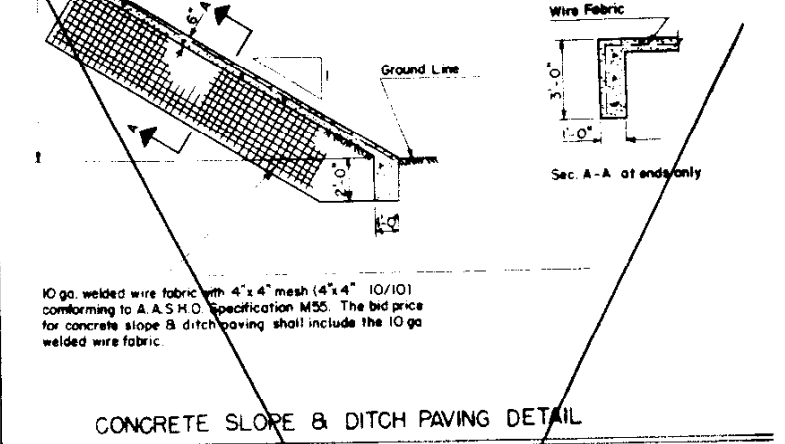 Wire Fabric
6"
A
1
Ground Line
3'-0"
A
1'-0"
2'-0"
Sec. A-A at ends only
1'-0"
10 ga. welded wire fabric with 4"x 4" mesh (4"x 4" 10/10)
comforming to A.A.S.H.O. Specification M55. The bid price
for concrete slope & ditch paving shall include the 10 ga
welded wire fabric.
CONCRETE SLOPE & DITCH PAVING DETAIL